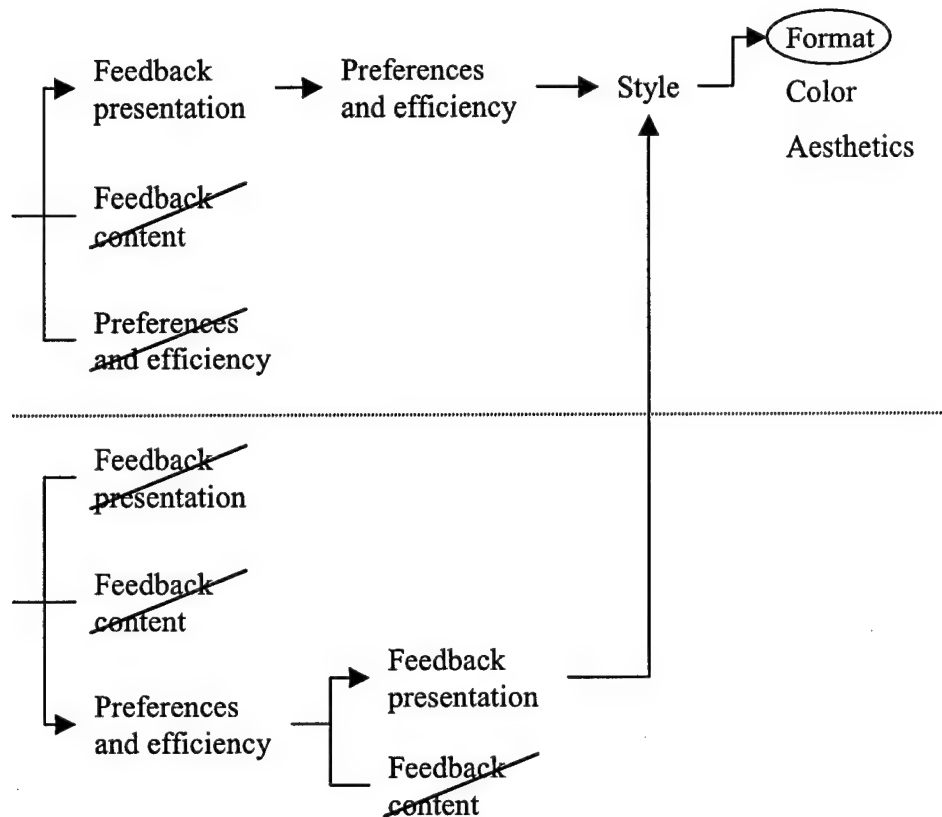 Format
Feedback
presentation
Preferences
and efficiency
Style
Color
Aesthetics
Feedback
content
Preferences
and efficiency
Feedback
presentation
Feedback
content
Feedback
presentation
Preferences
and efficiency
Feedback
content